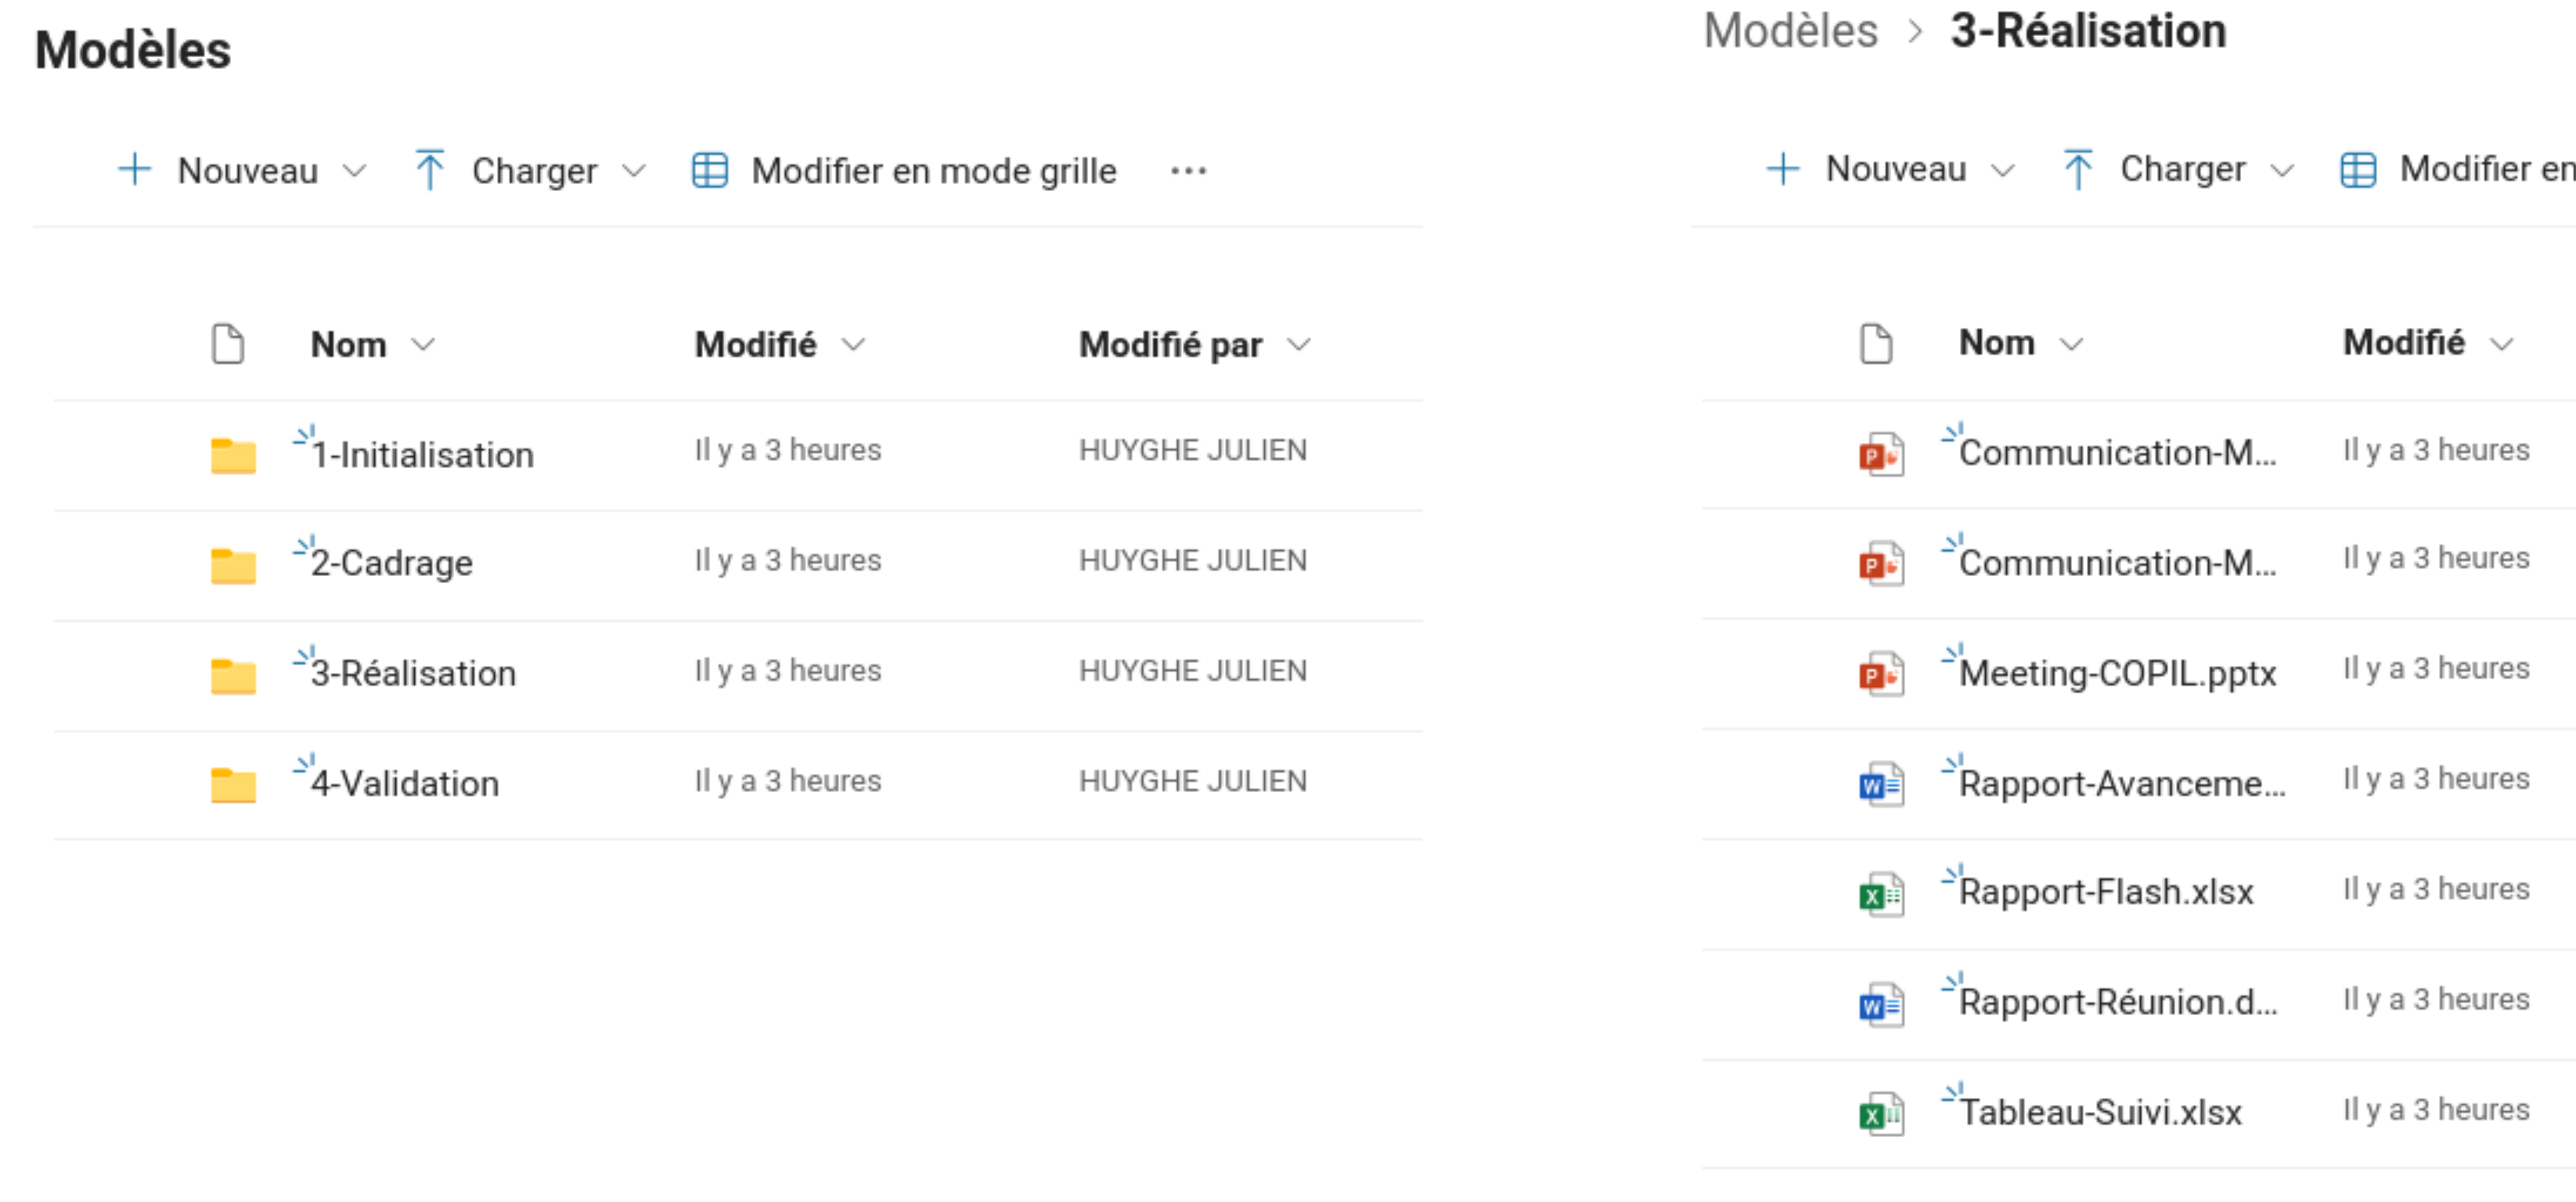 Modèles
+ Nouveau Charger Modifier en mode grille ...
Nom Modifié Modifié par
1-Initialisation Il y a 3 heures HUYGHE JULIEN
2-Cadrage Il y a 3 heures HUYGHE JULIEN
3-Réalisation Il y a 3 heures HUYGHE JULIEN
4-Validation Il y a 3 heures HUYGHE JULIEN
Modèles > 3-Réalisation
+ Nouveau Charger Modifier en
Nom Modifié
Communication-M... Il y a 3 heures
Communication-M... Il y a 3 heures
Meeting-COPIL.pptx Il y a 3 heures
Rapport-Avanceme... Il y a 3 heures
Rapport-Flash.xlsx Il y a 3 heures
Rapport-Réunion.d... Il y a 3 heures
Tableau-Suivi.xlsx Il y a 3 heures